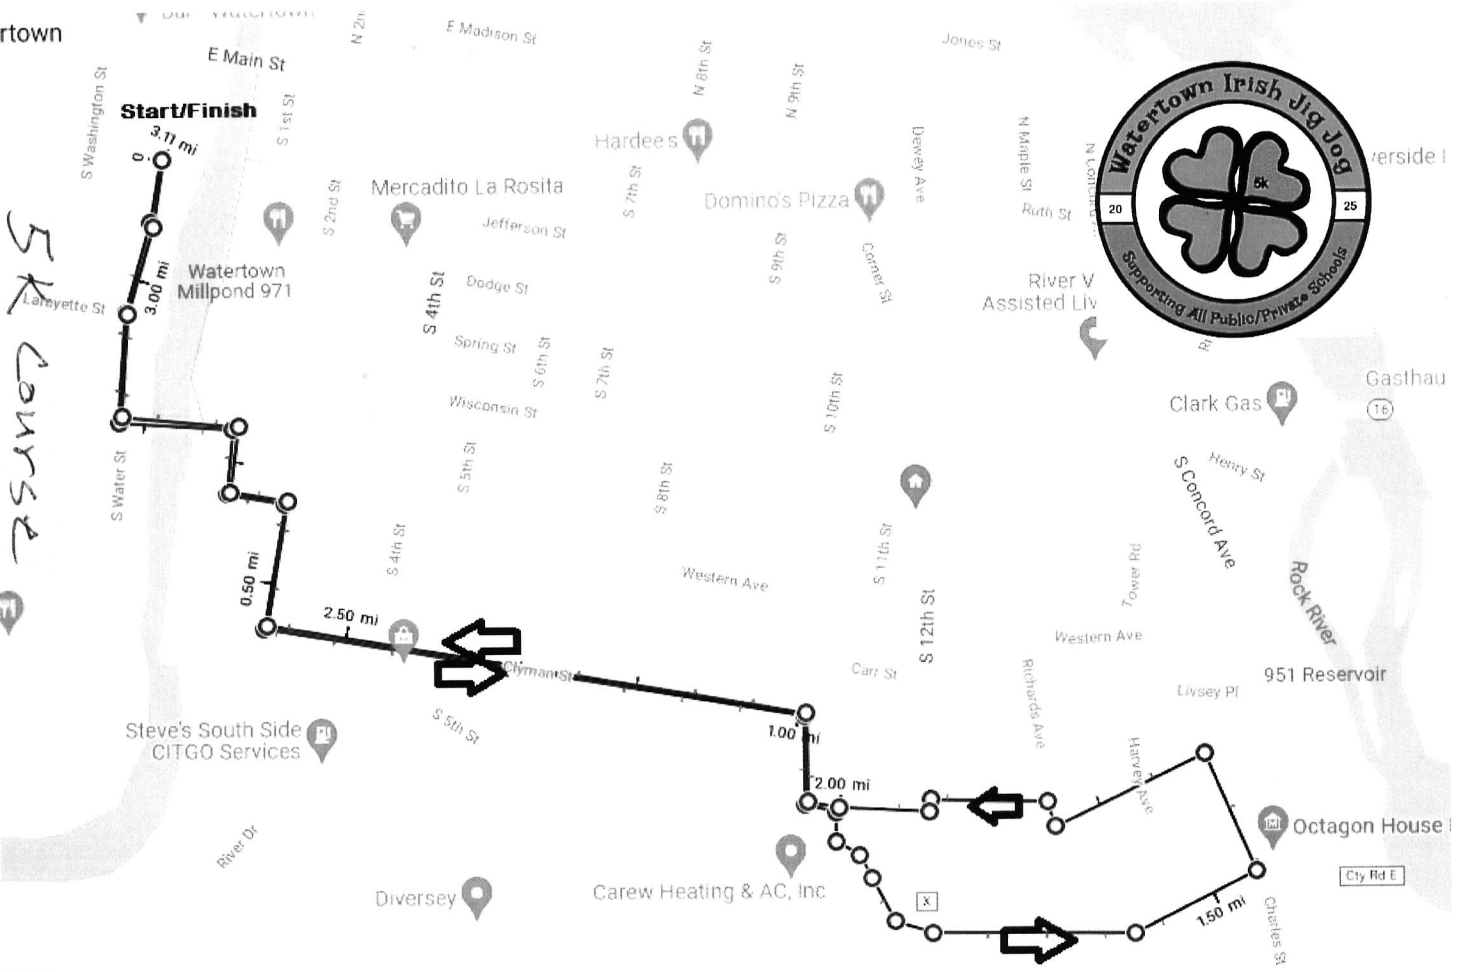 rtown
E Main St
E Madison St
Jones St
S Washington St
S 1st St
N 8th St
N 9th St
Start/Finish
3.11 mi
0
Hardee's
Dewey Ave
N Maple St
Watertown Irish Jig Jog
5k
20
25
Supporting All Public/Private Schools
Mercadito La Rosita
S 2nd St
S 7th St
Domino's Pizza
Ruth St
Jefferson St
S 9th St
Corner St
5K Course
Watertown
Millpond 971
3.00 mi
Lafayette St
S 4th St
Dodge St
River V
Assisted Liv
Spring St
S 6th St
S 7th St
Gasthau
16
Clark Gas
Wisconsin St
S 10th St
Henry St
S Water St
S 5th St
S 8th St
S Concord Ave
S 4th St
S 11th St
Western Ave
Tower Rd
Rock River
0.50 mi
2.50 mi
S 12th St
Western Ave
Clyman St
Carr St
951 Reservoir
Livsey Pl
Richards Ave
S 5th St
Steve's South Side
CITGO Services
1.00 mi
Harvey Ave
2.00 mi
Octagon House
River Dr
Carew Heating & AC, Inc
Diversey
X
Cty Rd E
1.50 mi
Charles St